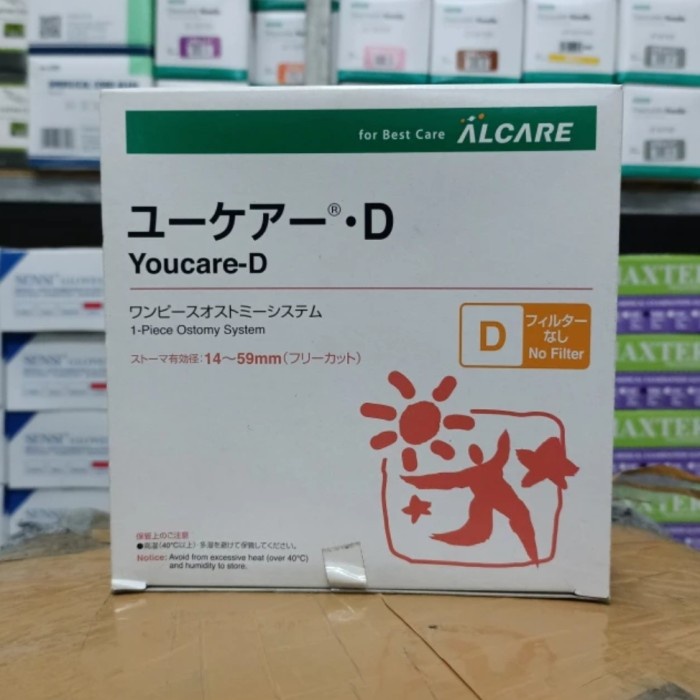 for Best Care ALCARE
ユーケアー®・D
Youcare-D
ワンピースオストミーシステム
1-Piece Ostomy System
ストーマ有効径:14〜59mm(フリーカット)
D
フィルター
なし
No Filter
保管上のご注意
●高温(40℃以上)・多湿を避けて保管してください。
Notice: Avoid from excessive heat (over 40℃)
and humidity to store.
MAXTER
MAXTER